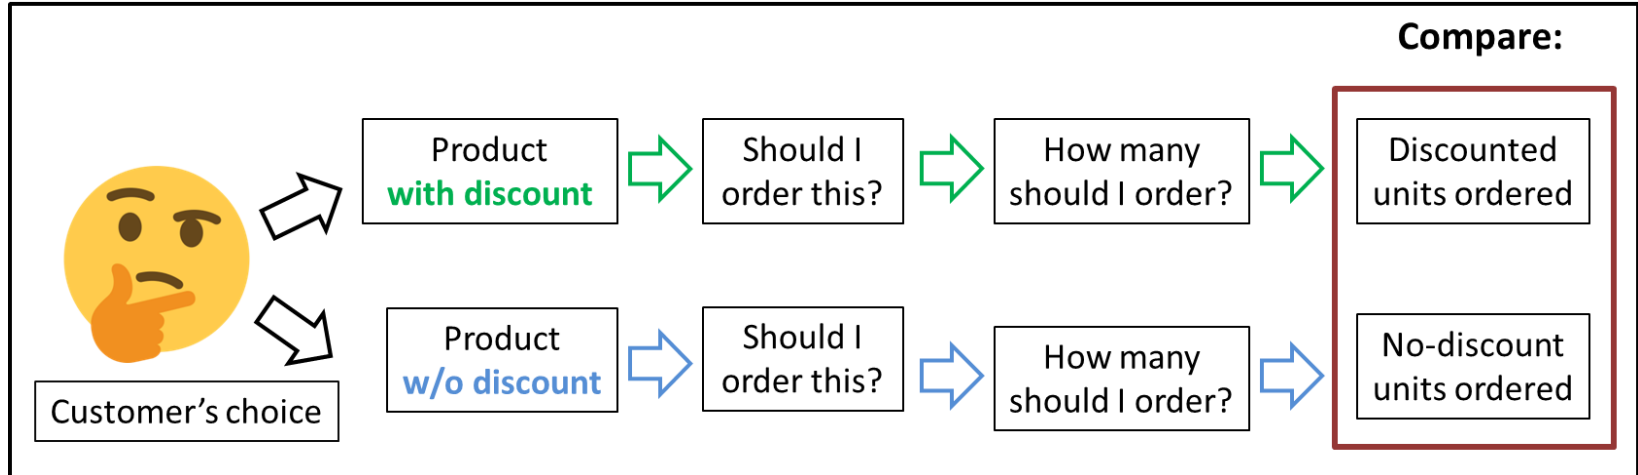 Compare:
Product
with discount
Should I
order this?
How many
should I order?
Discounted
units ordered
Customer’s choice
Product
w/o discount
Should I
order this?
How many
should I order?
No-discount
units ordered